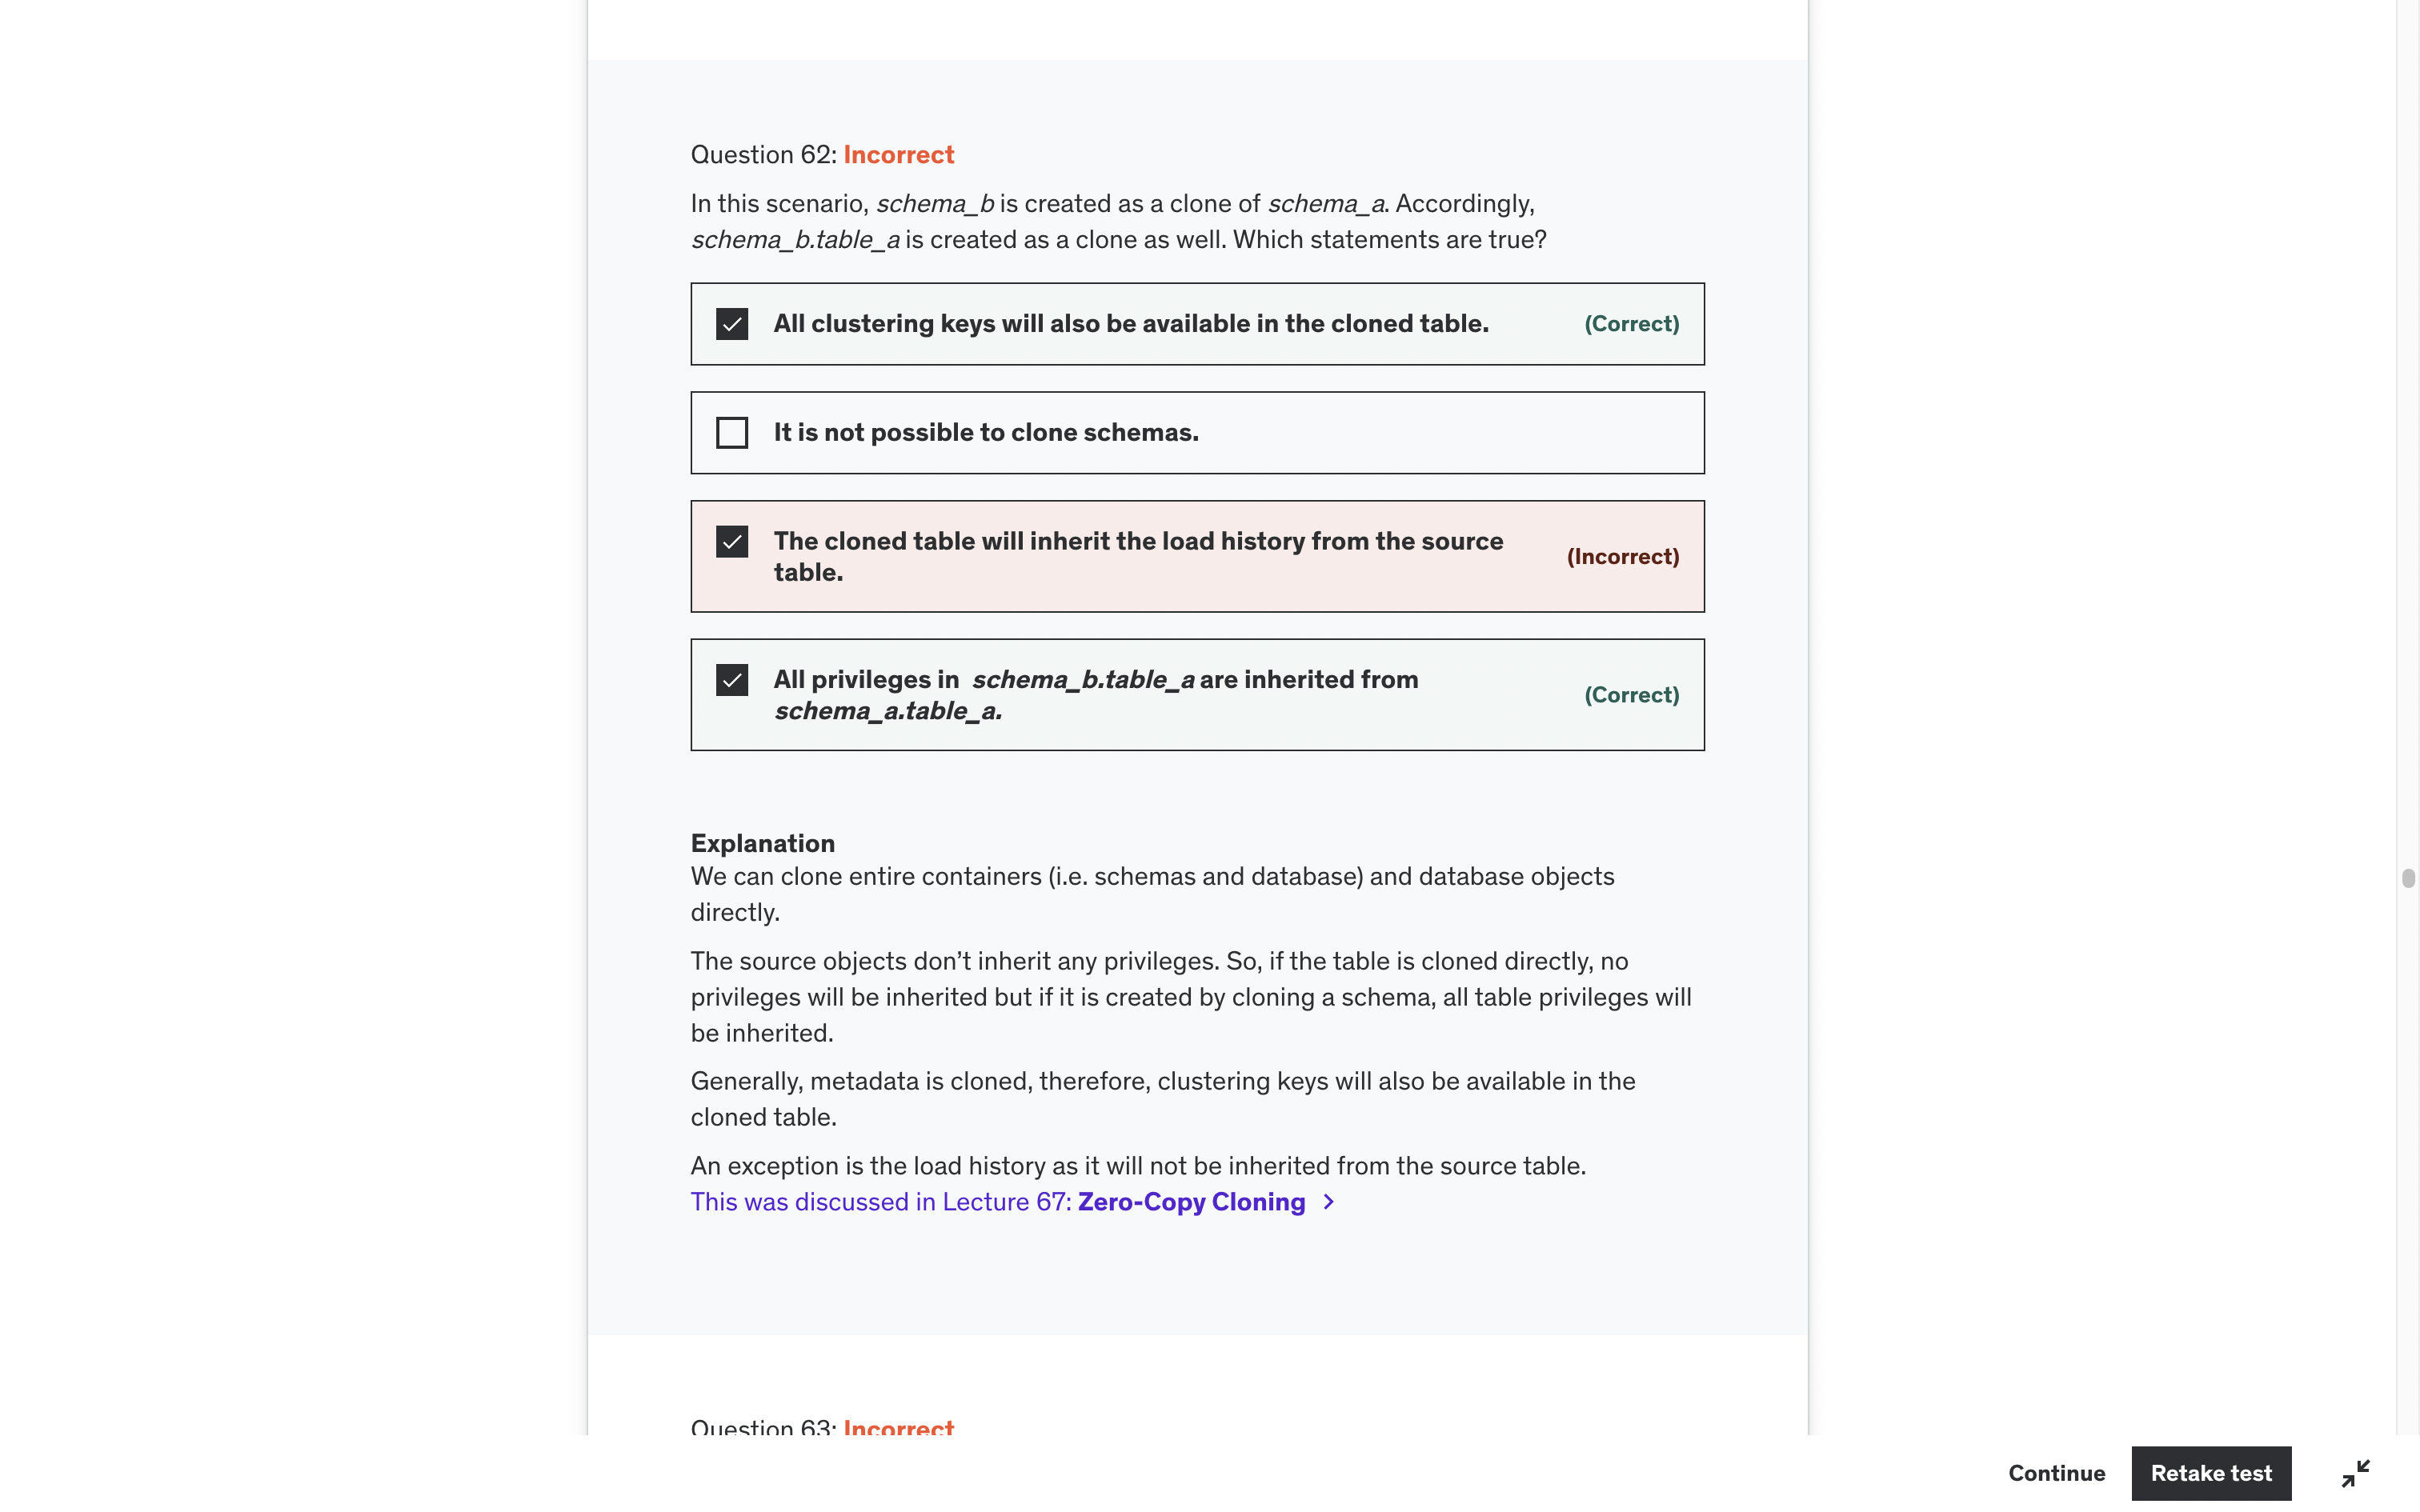 Question 62: Incorrect
In this scenario, schema_b is created as a clone of schema_a. Accordingly,
schema_b.table_a is created as a clone as well. Which statements are true?
All clustering keys will also be available in the cloned table. (Correct)
It is not possible to clone schemas.
The cloned table will inherit the load history from the source
table.
(Incorrect)
All privileges in schema_b.table_a are inherited from
schema_a.table_a.
(Correct)
Explanation
We can clone entire containers (i.e. schemas and database) and database objects
directly.
The source objects don’t inherit any privileges. So, if the table is cloned directly, no
privileges will be inherited but if it is created by cloning a schema, all table privileges will
be inherited.
Generally, metadata is cloned, therefore, clustering keys will also be available in the
cloned table.
An exception is the load history as it will not be inherited from the source table.
This was discussed in Lecture 67: Zero-Copy Cloning
Question 63: Incorrect
Continue
Retake test